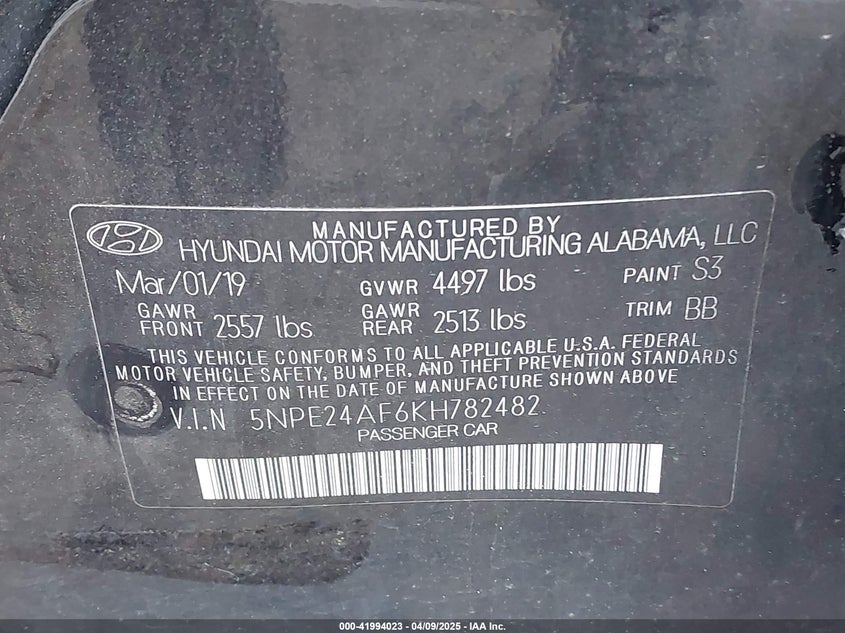 MANUFACTURED BY
HYUNDAI MOTOR MANUFACTURING ALABAMA, LLC
Mar/01/19 GVWR 4497 lbs PAINT S3
GAWR FRONT 2557 lbs GAWR REAR 2513 lbs TRIM BB
THIS VEHICLE CONFORMS TO ALL APPLICABLE U.S.A. FEDERAL
MOTOR VEHICLE SAFETY, BUMPER, AND THEFT PREVENTION STANDARDS
IN EFFECT ON THE DATE OF MANUFACTURE SHOWN ABOVE
V.I.N 5NPE24AF6KH782482
PASSENGER CAR
000-41994023 - 04/09/2025 - IAA Inc.